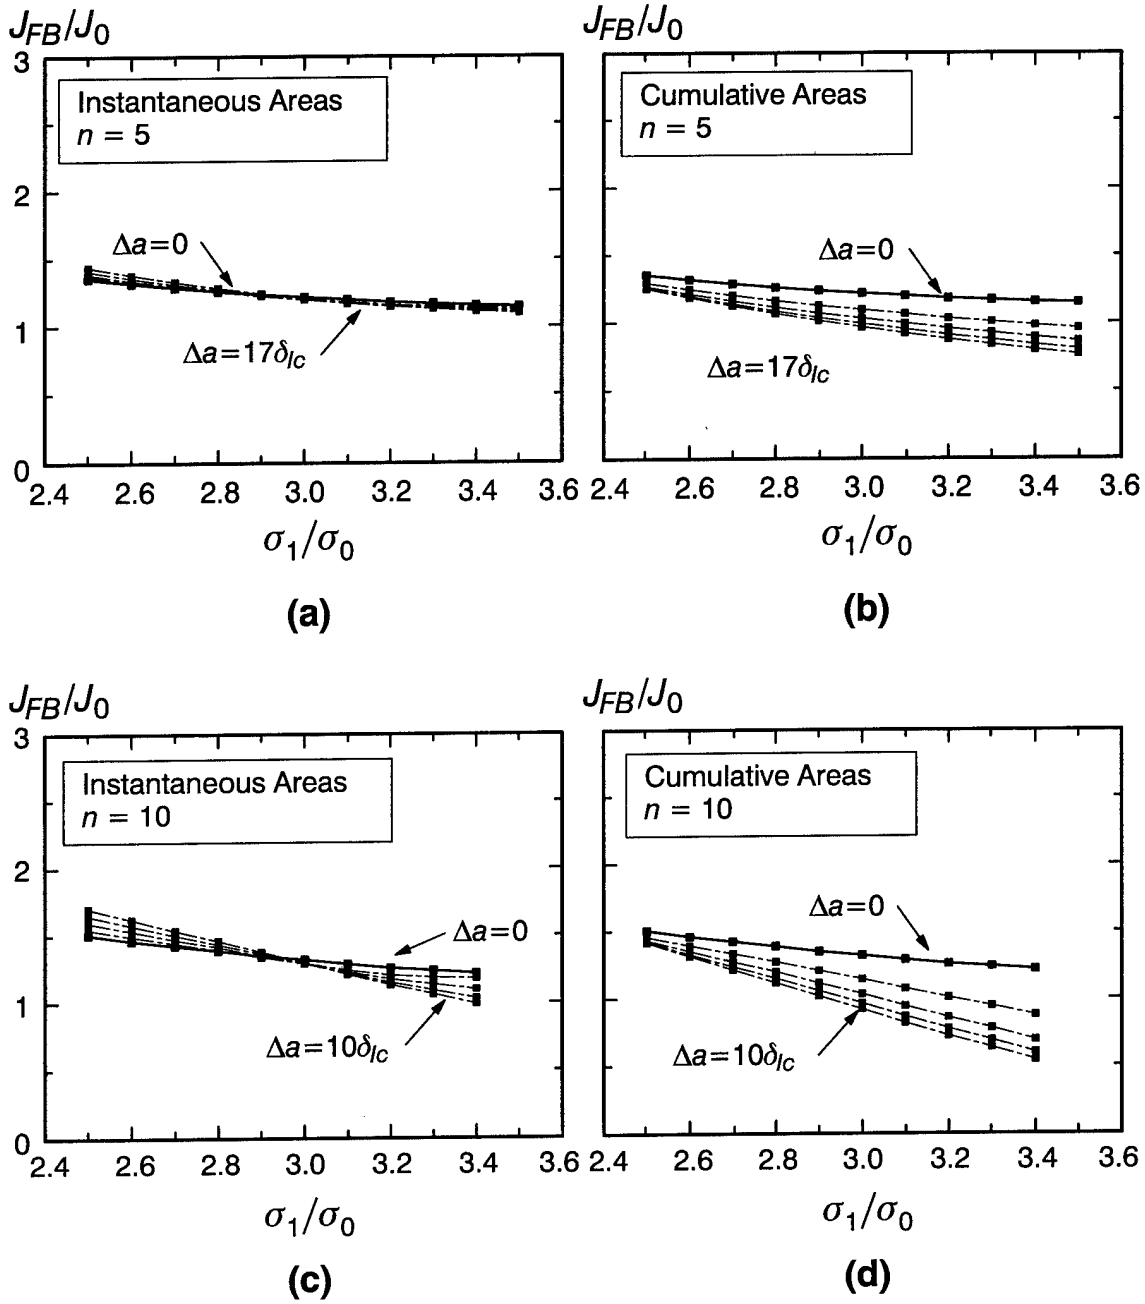 J_FB/J_0
3
2
1
0
Instantaneous Areas
n = 5
Δa=0
Δa=17δ_Ic
2.4 2.6 2.8 3.0 3.2 3.4 3.6
σ_1/σ_0
(a)
J_FB/J_0
Cumulative Areas
n = 5
Δa=0
Δa=17δ_Ic
2.4 2.6 2.8 3.0 3.2 3.4 3.6
σ_1/σ_0
(b)
J_FB/J_0
3
2
1
0
Instantaneous Areas
n = 10
Δa=0
Δa=10δ_Ic
2.4 2.6 2.8 3.0 3.2 3.4 3.6
σ_1/σ_0
(c)
J_FB/J_0
Cumulative Areas
n = 10
Δa=0
Δa=10δ_Ic
2.4 2.6 2.8 3.0 3.2 3.4 3.6
σ_1/σ_0
(d)